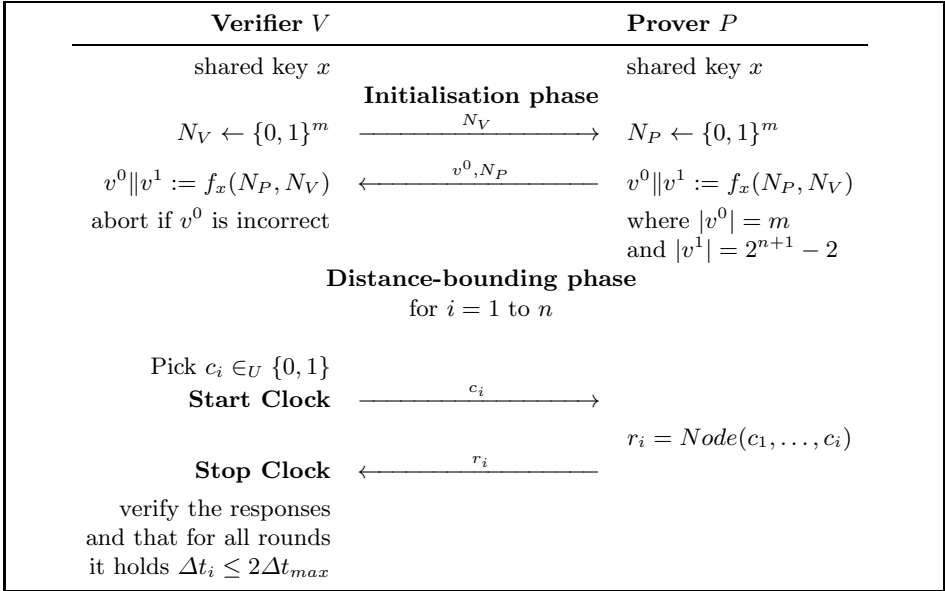 Verifier V Prover P
shared key x shared key x
Initialisation phase
N_V ← {0, 1}^m N_V N_P ← {0, 1}^m
v^0∥v^1 := f_x(N_P, N_V) v^0,N_P v^0∥v^1 := f_x(N_P, N_V)
abort if v^0 is incorrect where |v^0| = m
and |v^1| = 2^{n+1} − 2
Distance-bounding phase
for i = 1 to n
Pick c_i ∈_U {0, 1}
Start Clock c_i
r_i = Node(c_1, . . . , c_i)
Stop Clock r_i
verify the responses
and that for all rounds
it holds Δt_i ≤ 2Δt_{max}